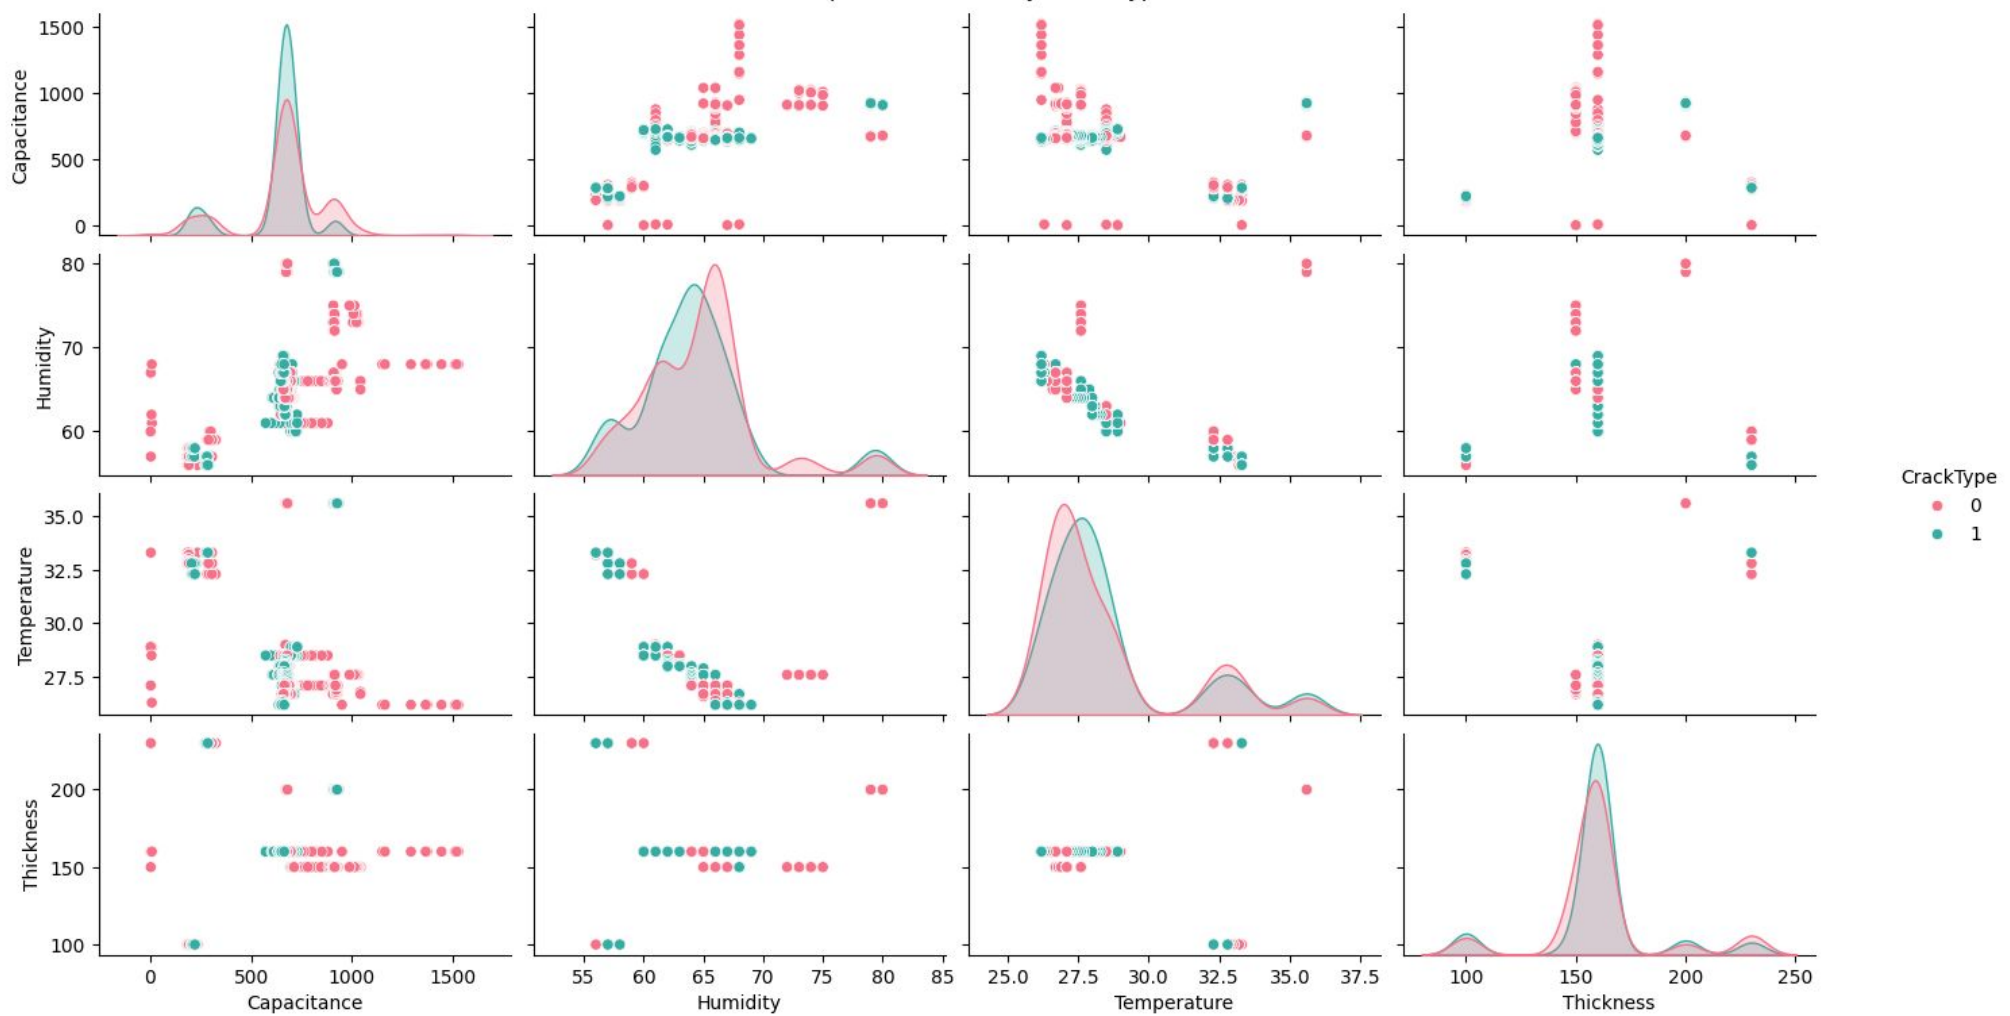 1500
1000
500
0
Capacitance
80
70
60
Humidity
35.0
32.5
30.0
27.5
Temperature
200
150
100
Thickness
0 500 1000 1500
Capacitance
55 60 65 70 75 80 85
Humidity
25.0 27.5 30.0 32.5 35.0 37.5
Temperature
100 150 200 250
Thickness
CrackType
0
1